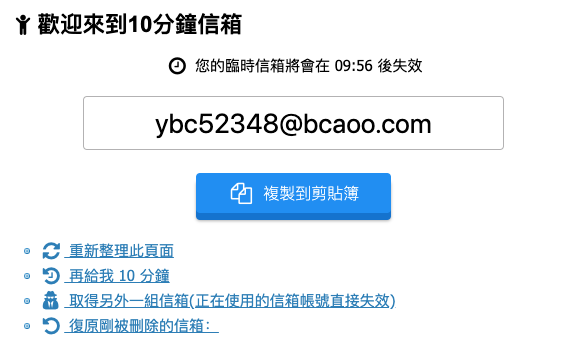 歡迎來到10分鐘信箱
您的臨時信箱將會在 09:56 後失效
ybc52348@bcaoo.com
複製到剪貼簿
重新整理此頁面
再給我 10 分鐘
取得另外一組信箱(正在使用的信箱帳號直接失效)
復原剛被刪除的信箱：